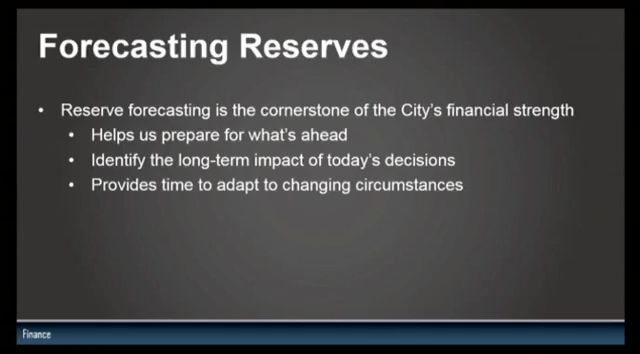 Forecasting Reserves
• Reserve forecasting is the cornerstone of the City's financial strength
• Helps us prepare for what's ahead
• Identify the long-term impact of today's decisions
• Provides time to adapt to changing circumstances
Finance